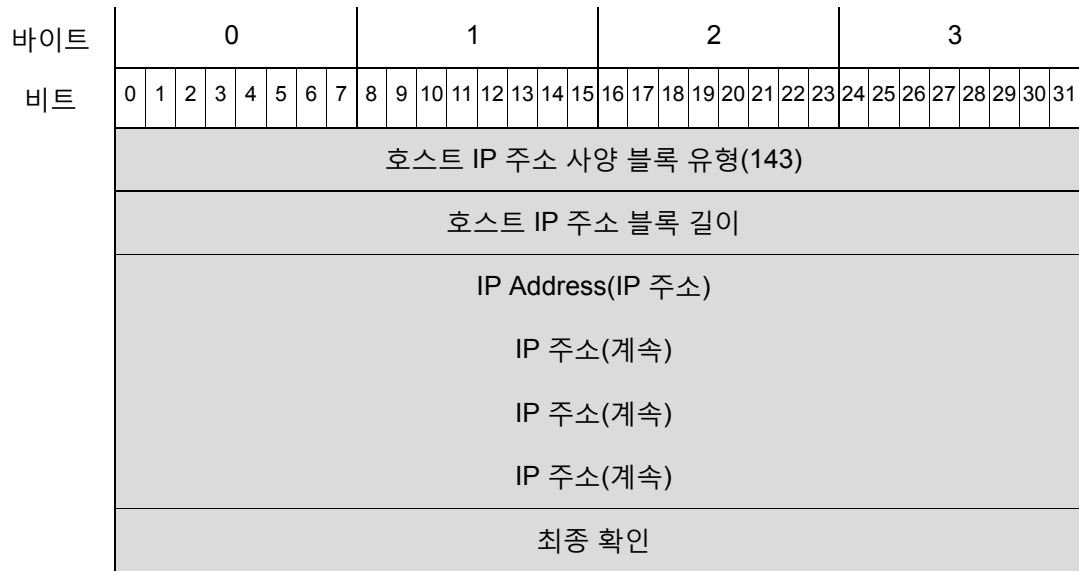 바이트 0 1 2 3
비트 0 1 2 3 4 5 6 7 8 9 10 11 12 13 14 15 16 17 18 19 20 21 22 23 24 25 26 27 28 29 30 31
호스트 IP 주소 사양 블록 유형(143)
호스트 IP 주소 블록 길이
IP Address(IP 주소)
IP 주소(계속)
IP 주소(계속)
IP 주소(계속)
최종 확인